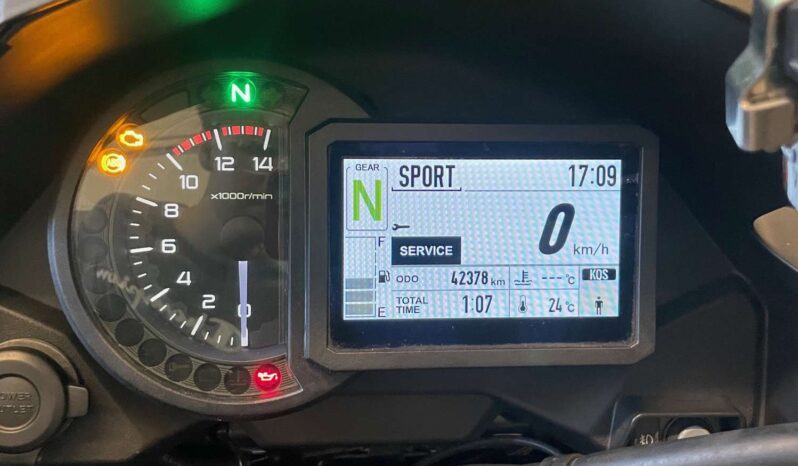 N
GEAR
N
SPORT 17:09
0 km/h
SERVICE
F
ODO 42378 km --- °C KOS
TOTAL TIME 1:07 24 °C
E
14
12
10
x1000r/min
8
6
4
2
0
POWER
OUTLET